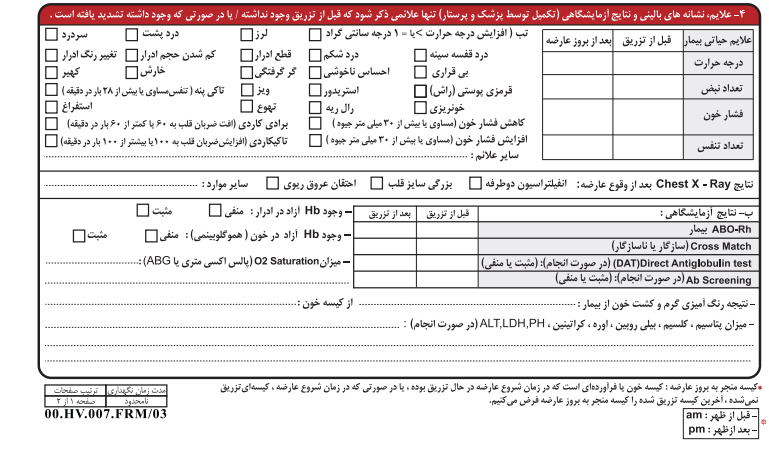 ۴- علایم، نشانه های بالینی و نتایج آزمایشگاهی (تکمیل توسط پزشک و پرستار) تنها علائمی ذکر شود که قبل از تزریق وجود نداشته / یا در صورتی که وجود داشته تشدید یافته است.
علایم حیاتی بیمار قبل از تزریق بعد از بروز عارضه
درجه حرارت
تعداد نبض
فشار خون
تعداد تنفس
تب ( افزایش درجه حرارت >یا= ۱ درجه سانتی گراد لرز درد پشت سردرد
درد قفسه سینه درد شکم قطع ادرار کم شدن حجم ادرار تغییر رنگ ادرار
بی قراری احساس ناخوشی گر گرفتگی خارش کهیر
قرمزی پوستی (راش) استریدور ویز تاکی پنه ( تنفس مساوی یا بیش از ۲۸ بار در دقیقه)
خونریزی رال ریه تهوع استفراغ
کاهش فشار خون (مساوی یا بیش از ۳۰ میلی متر جیوه ) برادی کاردی (افت ضربان قلب به ۶۰ یا کمتر از ۶۰ بار در دقیقه)
افزایش فشار خون (مساوی یا بیش از ۳۰ میلی متر جیوه ) تاکیکاردی (افزایش ضربان قلب به ۱۰۰ یا بیشتر از ۱۰۰ بار در دقیقه)
سایر علائم :
نتایج Chest X - Ray بعد از وقوع عارضه: انفیلتراسیون دوطرفه بزرگی سایز قلب احتقان عروق ریوی سایر موارد :
ب- نتایج آزمایشگاهی : قبل از تزریق بعد از تزریق
ABO-Rh بیمار
Cross Match (سازگار یا ناسازگار)
DAT)Direct Antiglobulin test) (در صورت انجام): (مثبت یا منفی)
Ab Screening (در صورت انجام): (مثبت یا منفی)
– وجود Hb آزاد در ادرار : منفی مثبت
– وجود Hb آزاد در خون ( هموگلوبینمی) : منفی مثبت
– میزان O2 Saturation (پالس اکسی متری یا ABG):
– نتیجه رنگ آمیزی گرم و کشت خون از بیمار : از کیسه خون :
– میزان پتاسیم ، کلسیم ، بیلی روبین ، اوره ، کراتینین ، ALT,LDH,PH (در صورت انجام) :
*کیسه منجر به بروز عارضه : کیسه خون یا فرآورده‌ای است که در زمان شروع عارضه در حال تزریق بوده ، یا در صورتی که در زمان شروع عارضه ، کیسه‌ای تزریق
نمی‌شده ، آخرین کیسه تزریق شده را کیسه منجر به بروز عارضه فرض می‌کنیم.
* – قبل از ظهر : am
– بعد از ظهر : pm
مدت زمان نگهداری ترتیب صفحات
نامحدود صفحه ۱ از ۲
00.HV.007.FRM/03